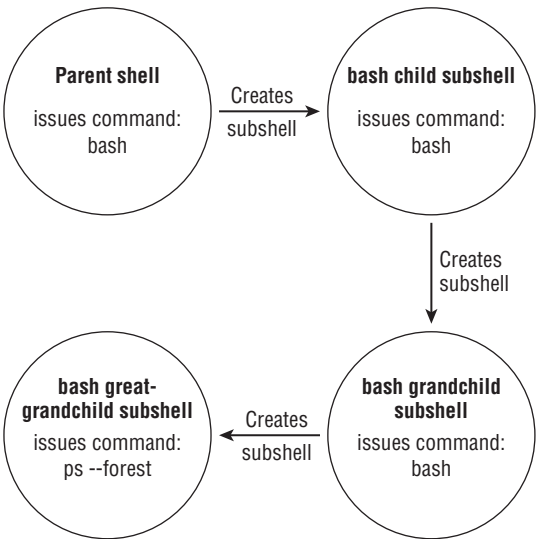 Parent shell
issues command:
bash
Creates
subshell
bash child subshell
issues command:
bash
Creates
subshell
bash grandchild
subshell
issues command:
bash
Creates
subshell
bash great-
grandchild subshell
issues command:
ps --forest